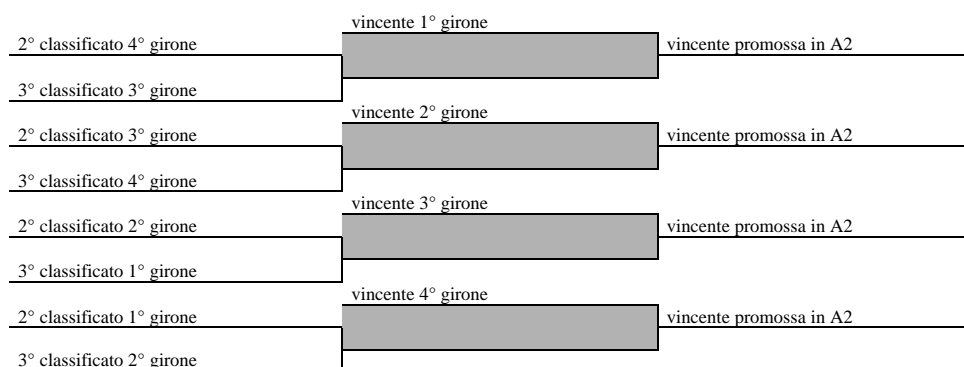 vincente 1° girone
2° classificato 4° girone
vincente promossa in A2
3° classificato 3° girone
vincente 2° girone
2° classificato 3° girone
vincente promossa in A2
3° classificato 4° girone
vincente 3° girone
2° classificato 2° girone
vincente promossa in A2
3° classificato 1° girone
vincente 4° girone
2° classificato 1° girone
vincente promossa in A2
3° classificato 2° girone